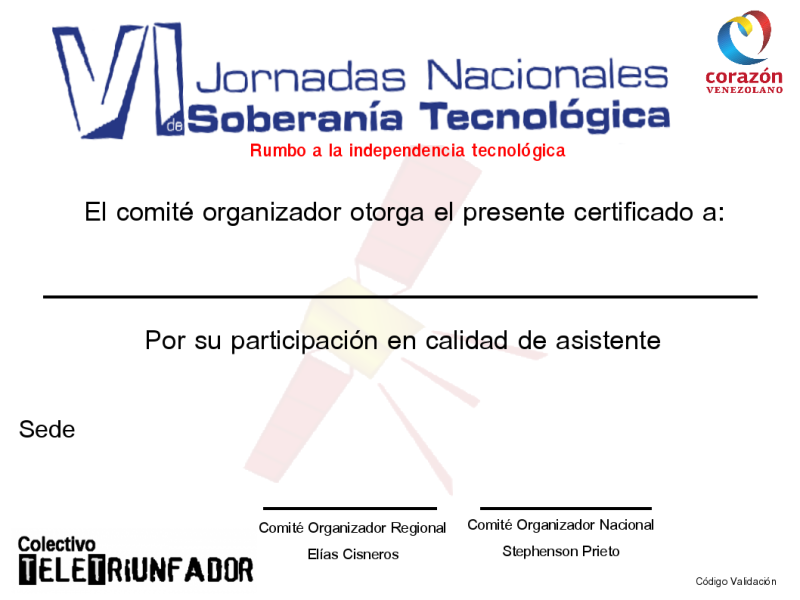 VI Jornadas Nacionales
de Soberanía Tecnológica
Rumbo a la independencia tecnológica
corazón
VENEZOLANO
El comité organizador otorga el presente certificado a:
Por su participación en calidad de asistente
Sede
Comité Organizador Regional
Elías Cisneros
Comité Organizador Nacional
Stephenson Prieto
Colectivo
TELETRIUNFADOR
Código Validación